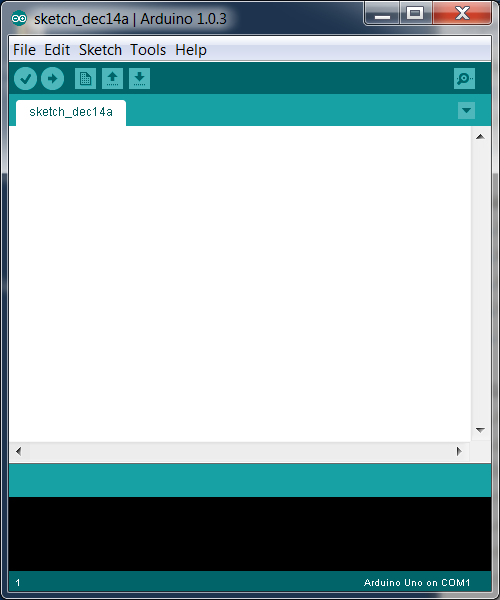 sketch_dec14a | Arduino 1.0.3
File Edit Sketch Tools Help
sketch_dec14a
1 Arduino Uno on COM1